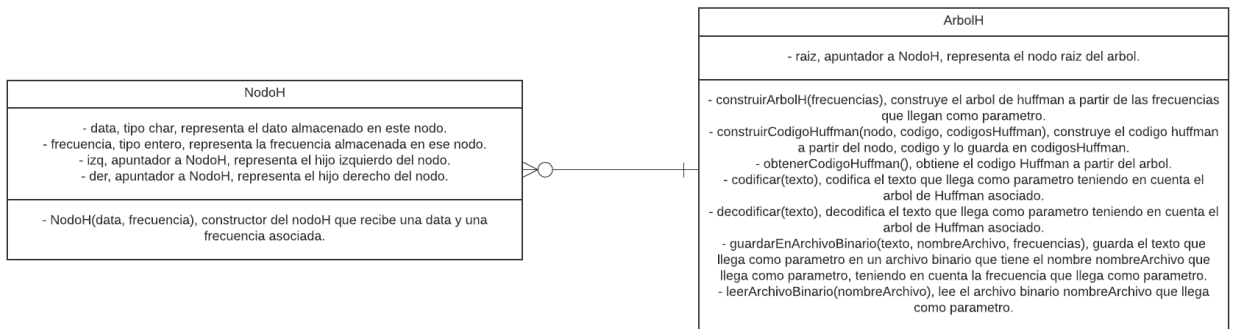 NodoH
- data, tipo char, representa el dato almacenado en este nodo.
- frecuencia, tipo entero, representa la frecuencia almacenada en ese nodo.
- izq, apuntador a NodoH, representa el hijo izquierdo del nodo.
- der, apuntador a NodoH, representa el hijo derecho del nodo.
- NodoH(data, frecuencia), constructor del nodoH que recibe una data y una
frecuencia asociada.
ArbolH
- raiz, apuntador a NodoH, representa el nodo raiz del arbol.
- construirArbolH(frecuencias), construye el arbol de huffman a partir de las frecuencias
que llegan como parametro.
- construirCodigoHuffman(nodo, codigo, codigosHuffman), construye el codigo huffman
a partir del nodo, codigo y lo guarda en codigosHuffman.
- obtenerCodigoHuffman(), obtiene el codigo Huffman a partir del arbol.
- codificar(texto), codifica el texto que llega como parametro teniendo en cuenta el
arbol de Huffman asociado.
- decodificar(texto), decodifica el texto que llega como parametro teniendo en cuenta el
arbol de Huffman asociado.
- guardarEnArchivoBinario(texto, nombreArchivo, frecuencias), guarda el texto que
llega como parametro en un archivo binario que tiene el nombre nombreArchivo que
llega como parametro, teniendo en cuenta la frecuencia que llega como parametro.
- leerArchivoBinario(nombreArchivo), lee el archivo binario nombreArchivo que llega
como parametro.